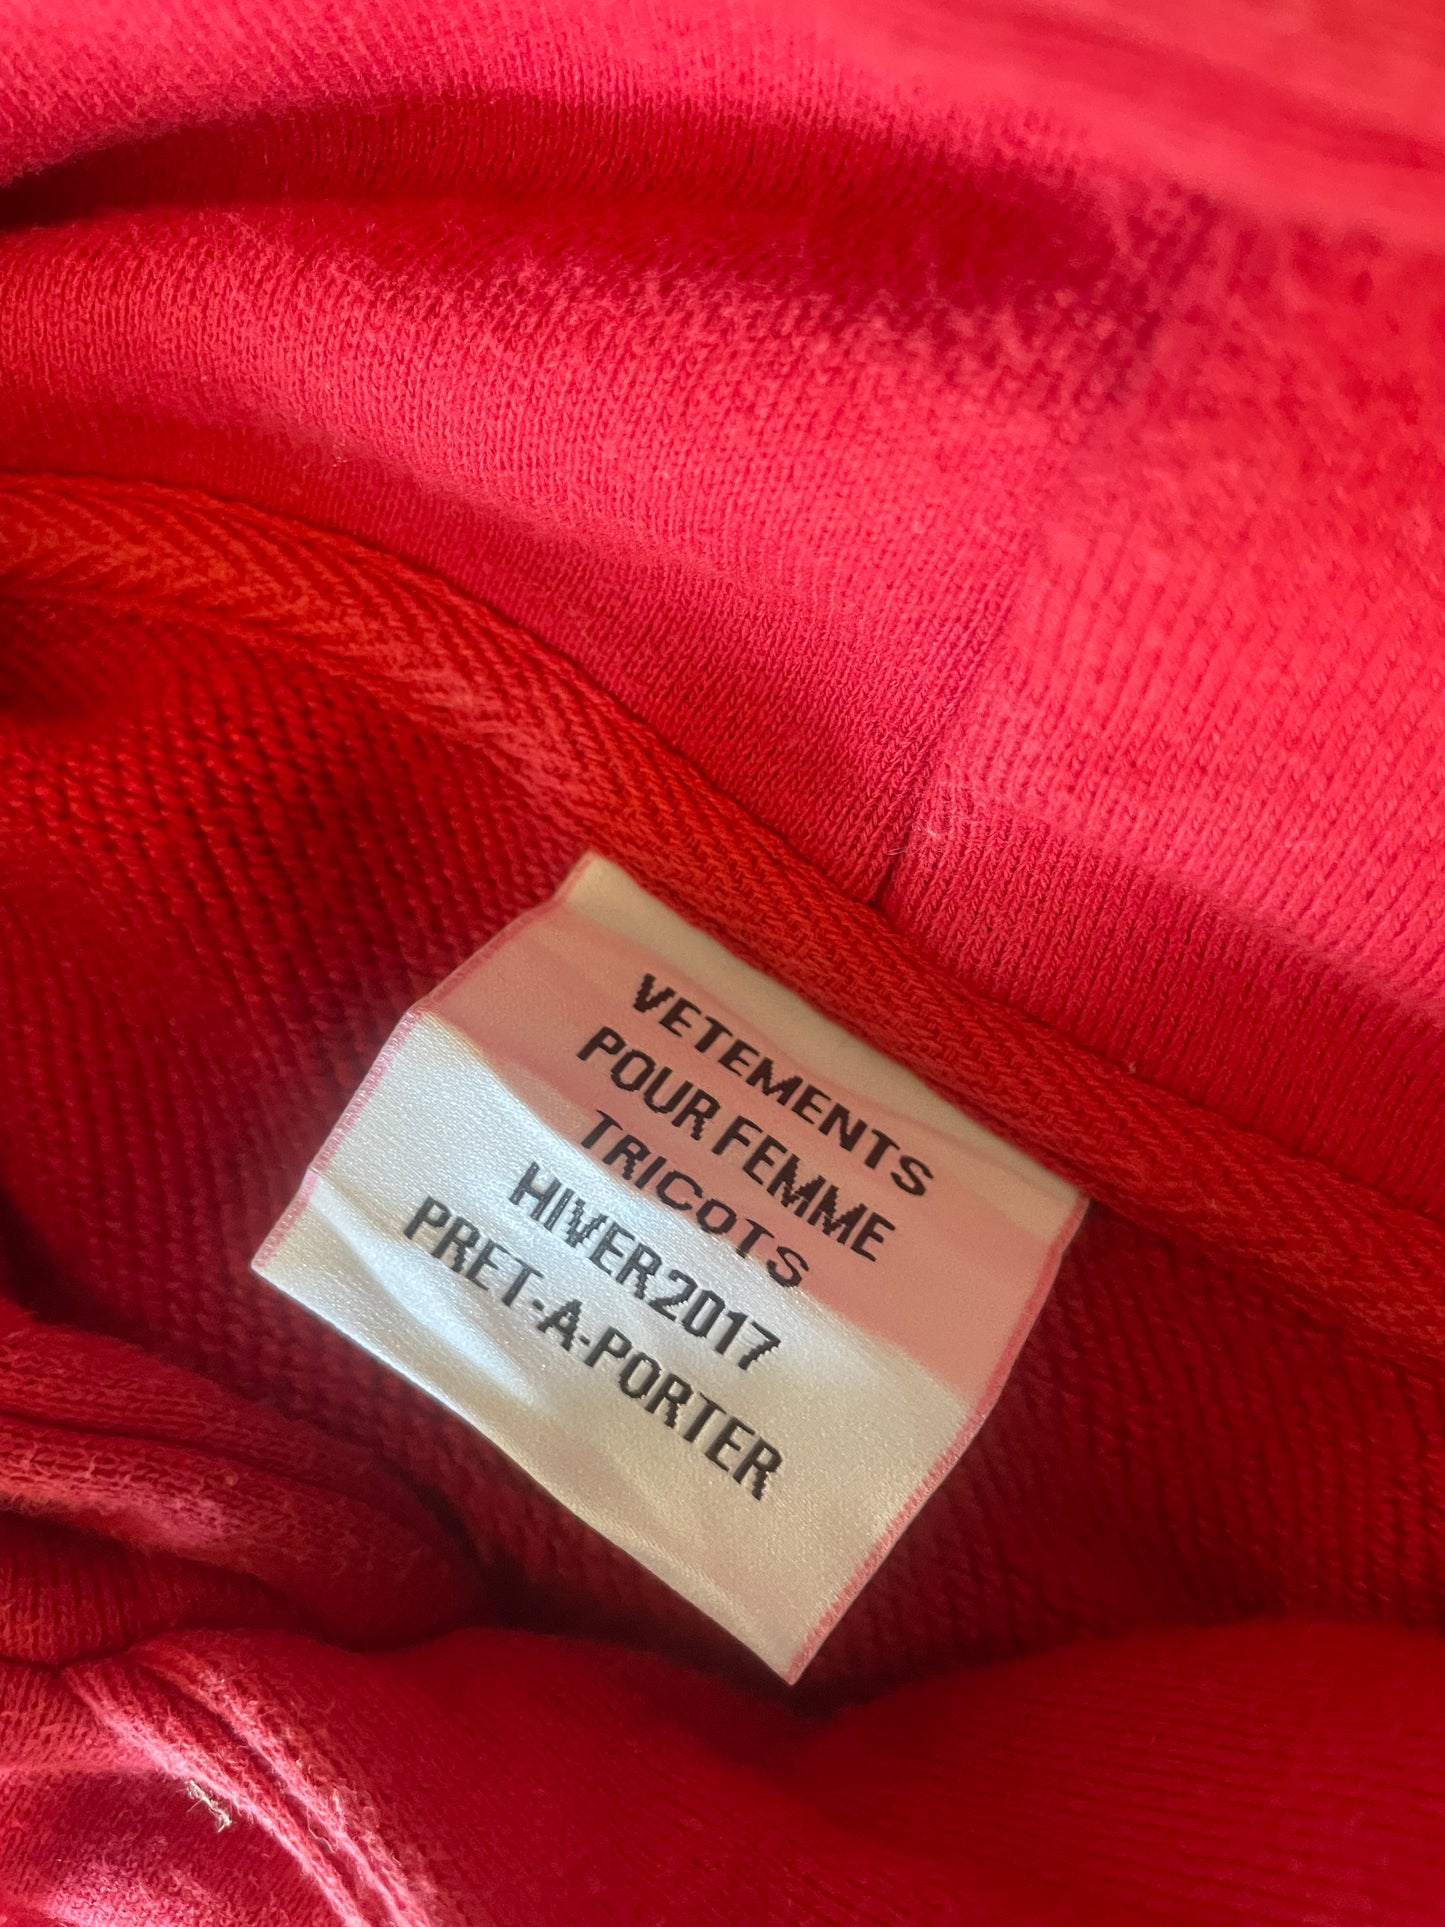 VETEMENTS
POUR FEMME
TRICOTS
HIVER2017
PRET-A-PORTER